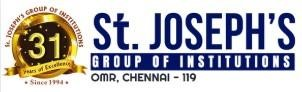 St. JOSEPH'S GROUP OF INSTITUTIONS
31
Years of Excellence
Since 1994
St. JOSEPH'S
GROUP OF INSTITUTIONS
OMR, CHENNAI - 119